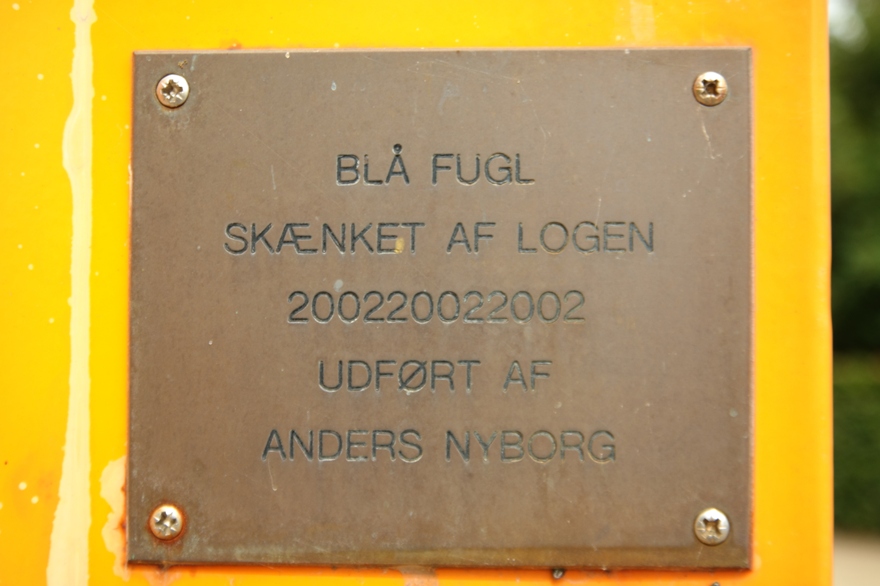 BLÅ FUGL
SKÆNKET AF LOGEN
200220022002
UDFØRT AF
ANDERS NYBORG